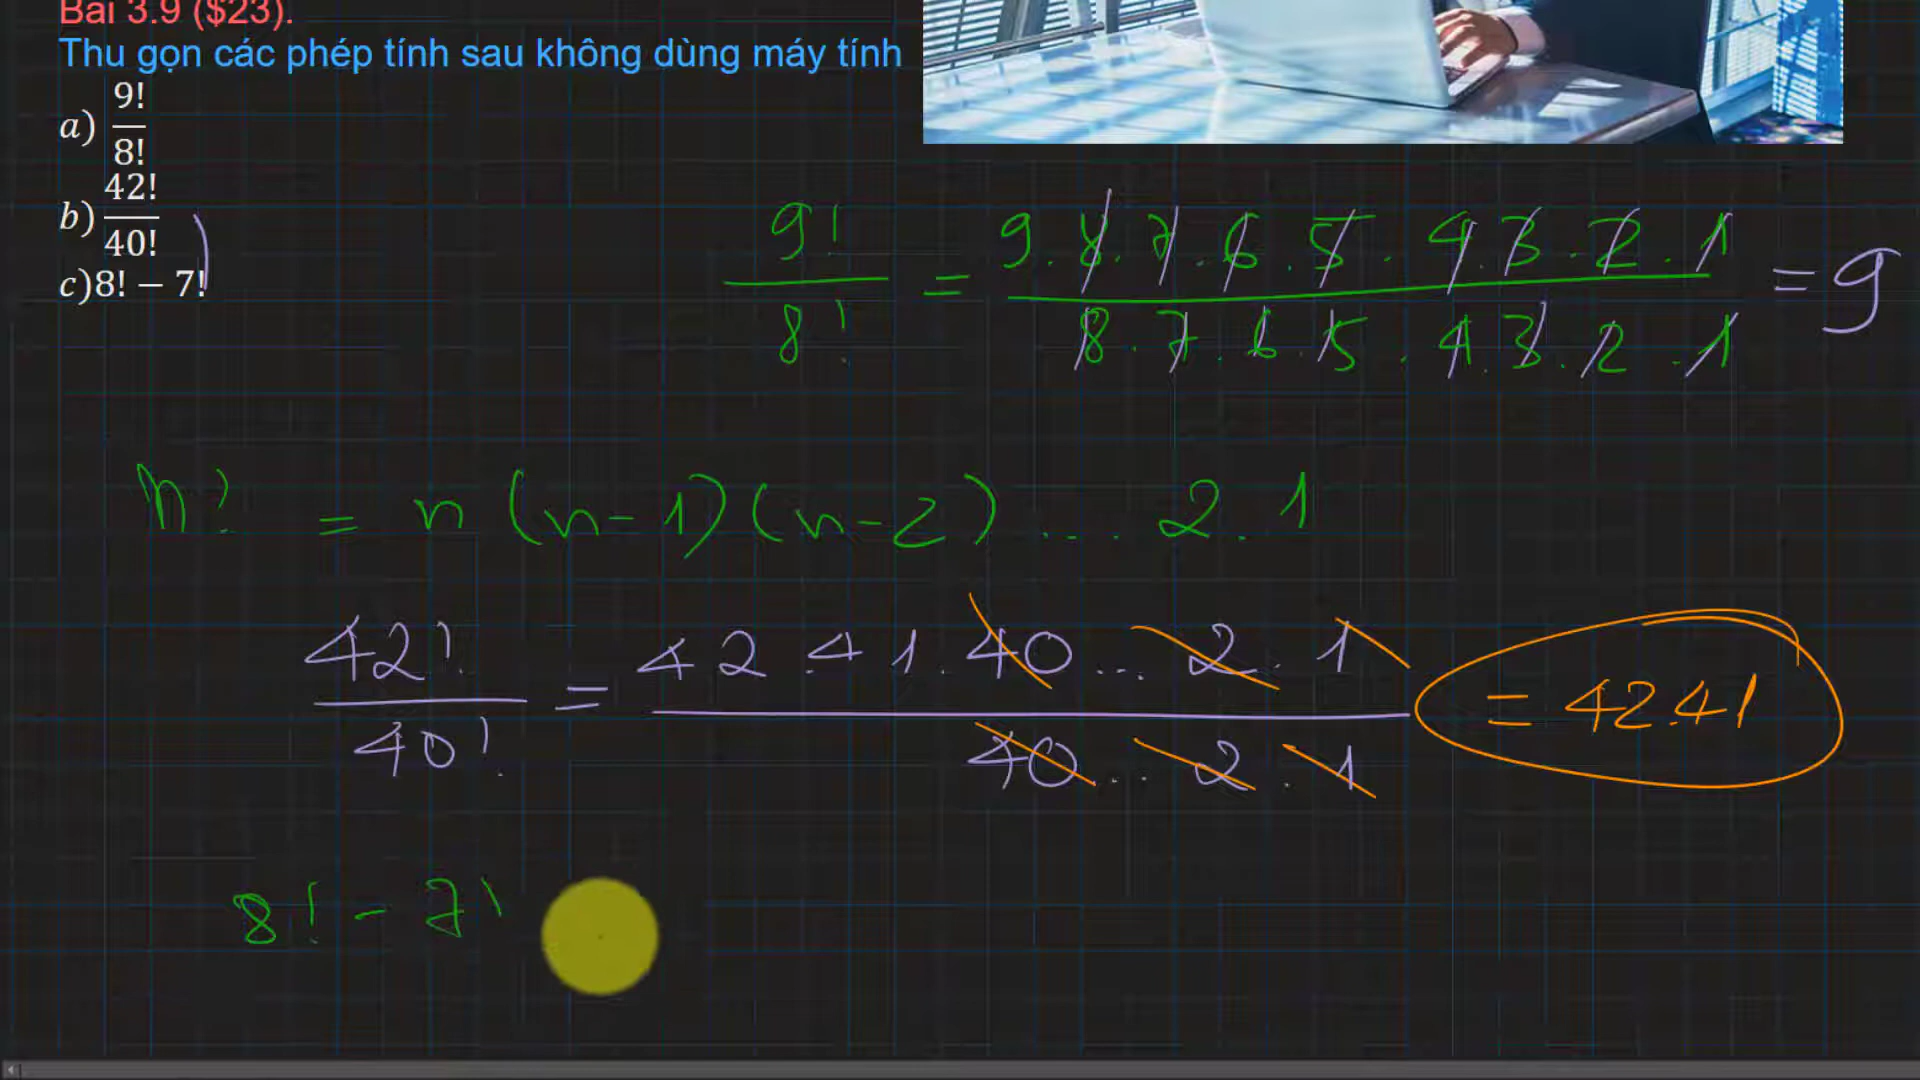 Bài 3.9 ($23).
Thu gọn các phép tính sau không dùng máy tính
a) 9!/8!
b) 42!/40!
c)8! − 7!
9!/8! = 9.8.7.6.5.4.3.2.1/8.7.6.5.4.3.2.1 = 9
n! = n(n-1)(n-2)...2.1
42!/40! = 42.41.40...2.1/40...2.1 = 42.41
8! - 7!